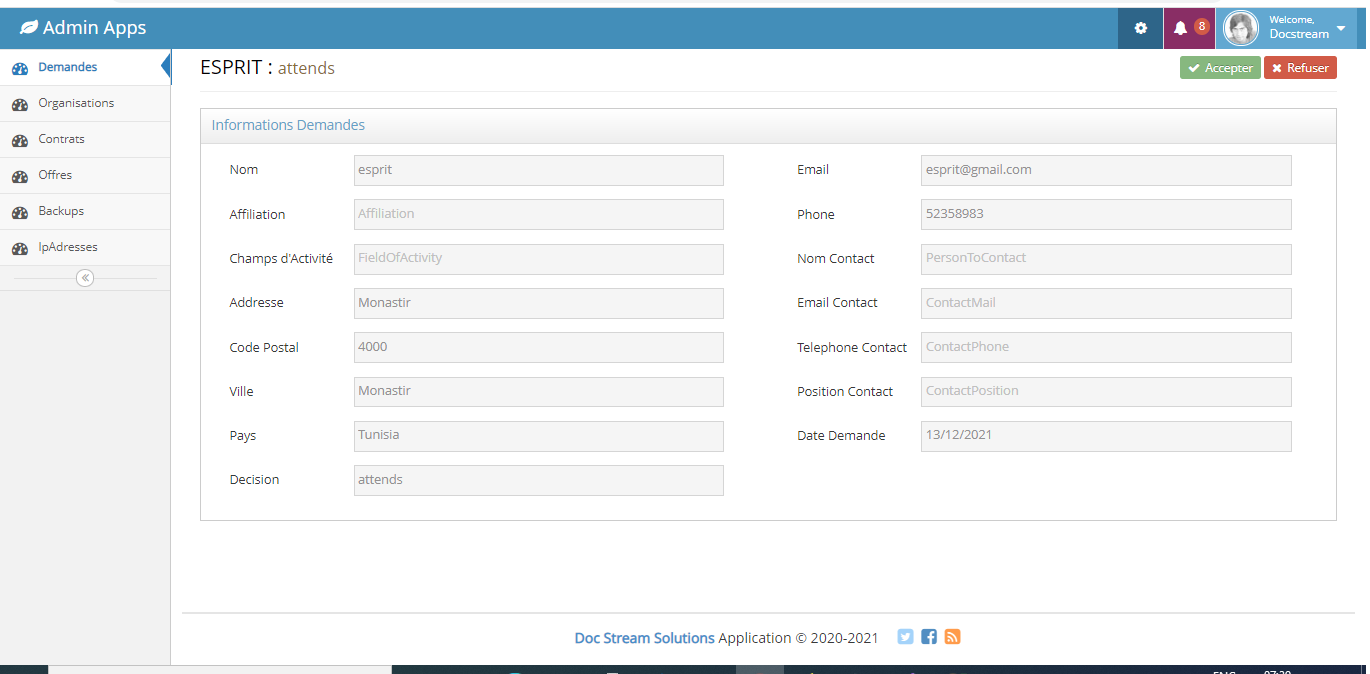 Admin Apps
8
Welcome,
Docstream
Demandes
Organisations
Contrats
Offres
Backups
IpAdresses
ESPRIT : attends
Accepter
Refuser
Informations Demandes
Nom esprit
Email esprit@gmail.com
Affiliation Affiliation
Phone 52358983
Champs d'Activité FieldOfActivity
Nom Contact PersonToContact
Addresse Monastir
Email Contact ContactMail
Code Postal 4000
Telephone Contact ContactPhone
Ville Monastir
Position Contact ContactPosition
Pays Tunisia
Date Demande 13/12/2021
Decision attends
Doc Stream Solutions Application © 2020-2021